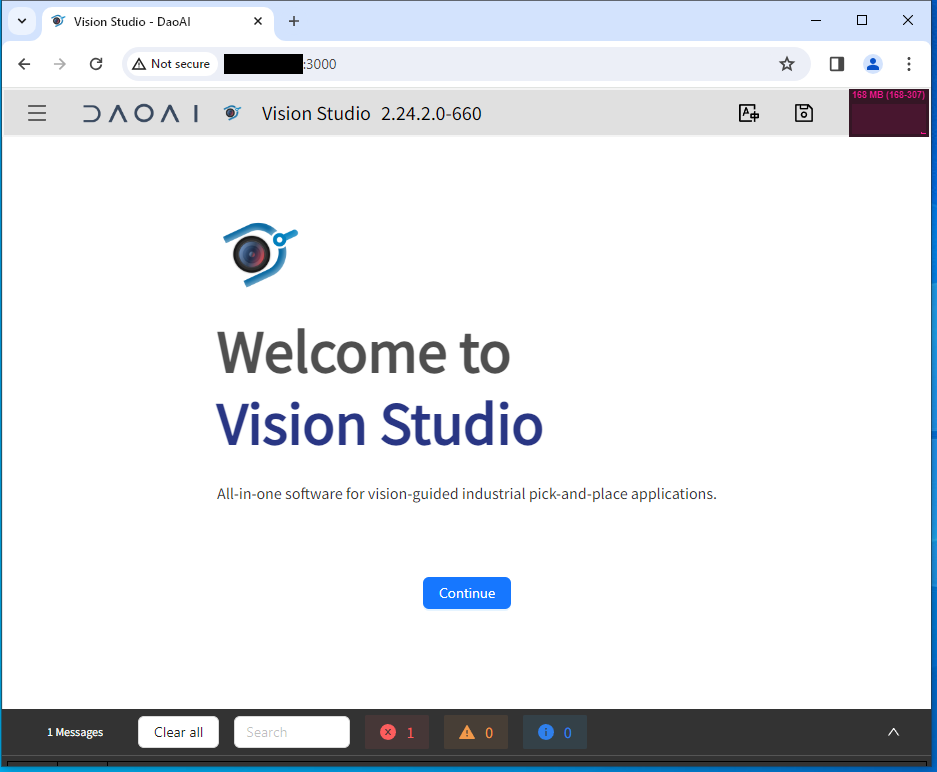 Vision Studio - DaoAI
Not secure
:3000
DAOAI
Vision Studio 2.24.2.0-660
168 MB (168-307)
Welcome to
Vision Studio
All-in-one software for vision-guided industrial pick-and-place applications.
Continue
1 Messages
Clear all
Search
1
0
0